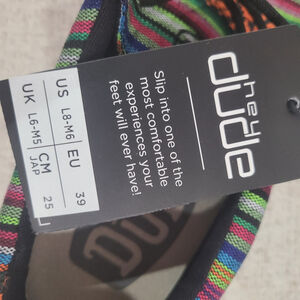 hey
dude
Slip into one of the
most comfortable
experiences your
feet will ever have!
US L8-M6 EU 39
UK L6-M5 CM JAP 25
DU